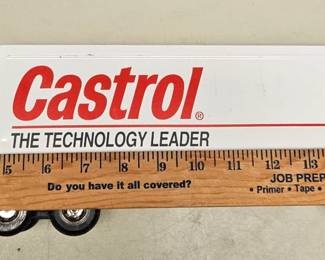 Castrol®
THE TECHNOLOGY LEADER
5 6 7 8 9 10 11 12 13
Do you have it all covered?
JOB PREP
• Primer • Tape •